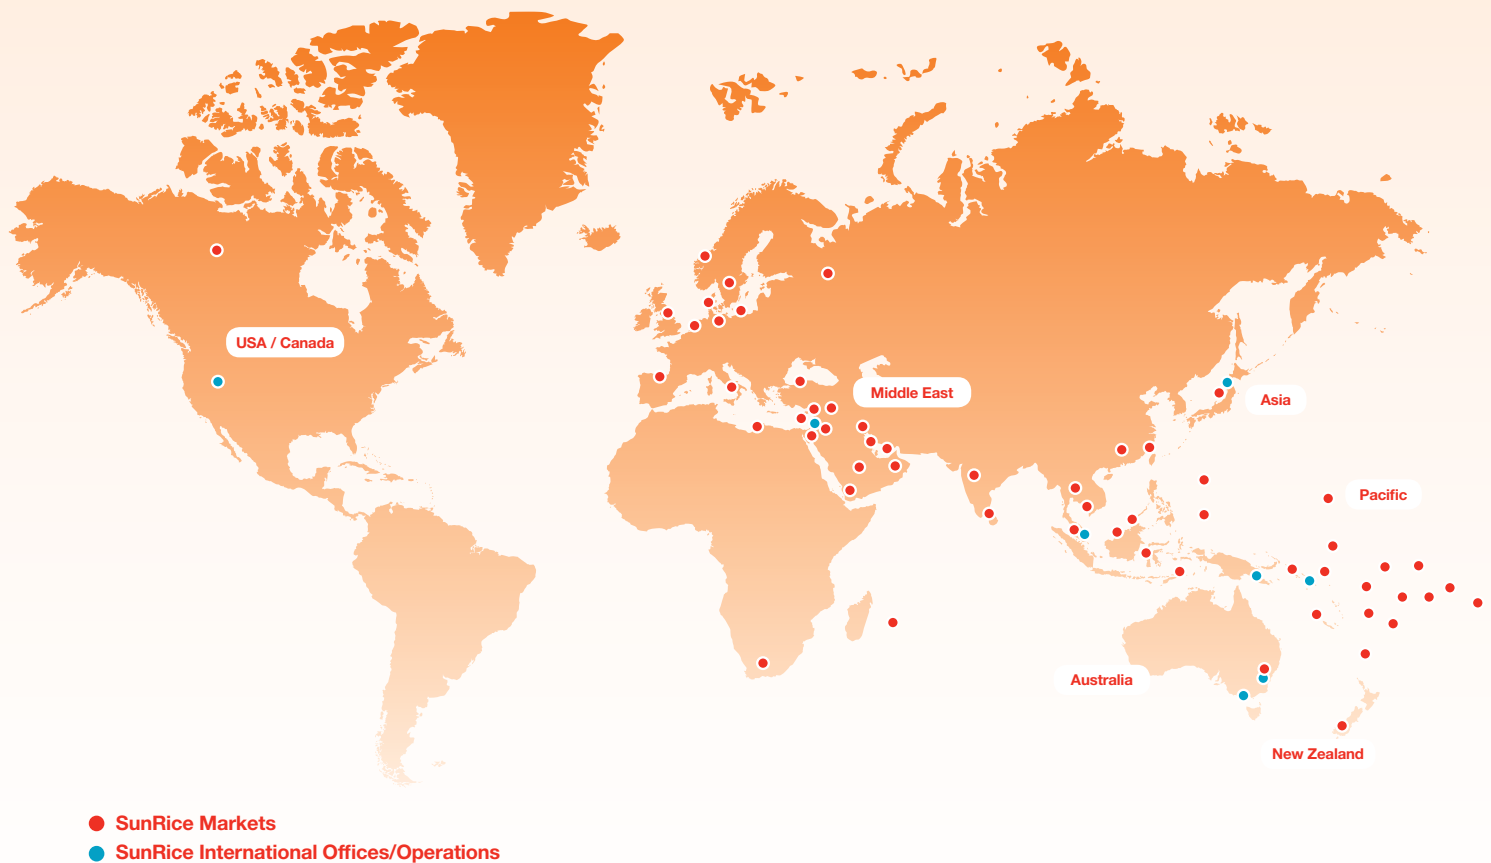 USA / Canada
Middle East
Asia
Pacific
Australia
New Zealand
SunRice Markets
SunRice International Offices/Operations